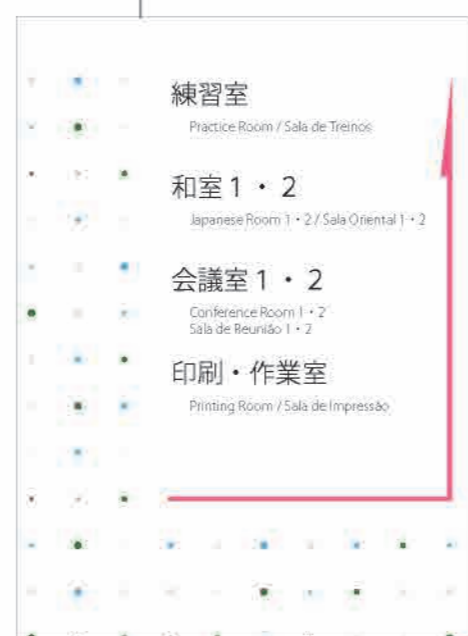 練習室
Practice Room / Sala de Treinos
和室 1 ・ 2
Japanese Room 1・2 / Sala Oriental 1・2
会議室 1 ・ 2
Conference Room 1・2
Sala de Reunião 1・2
印刷・作業室
Printing Room / Sala de Impressão